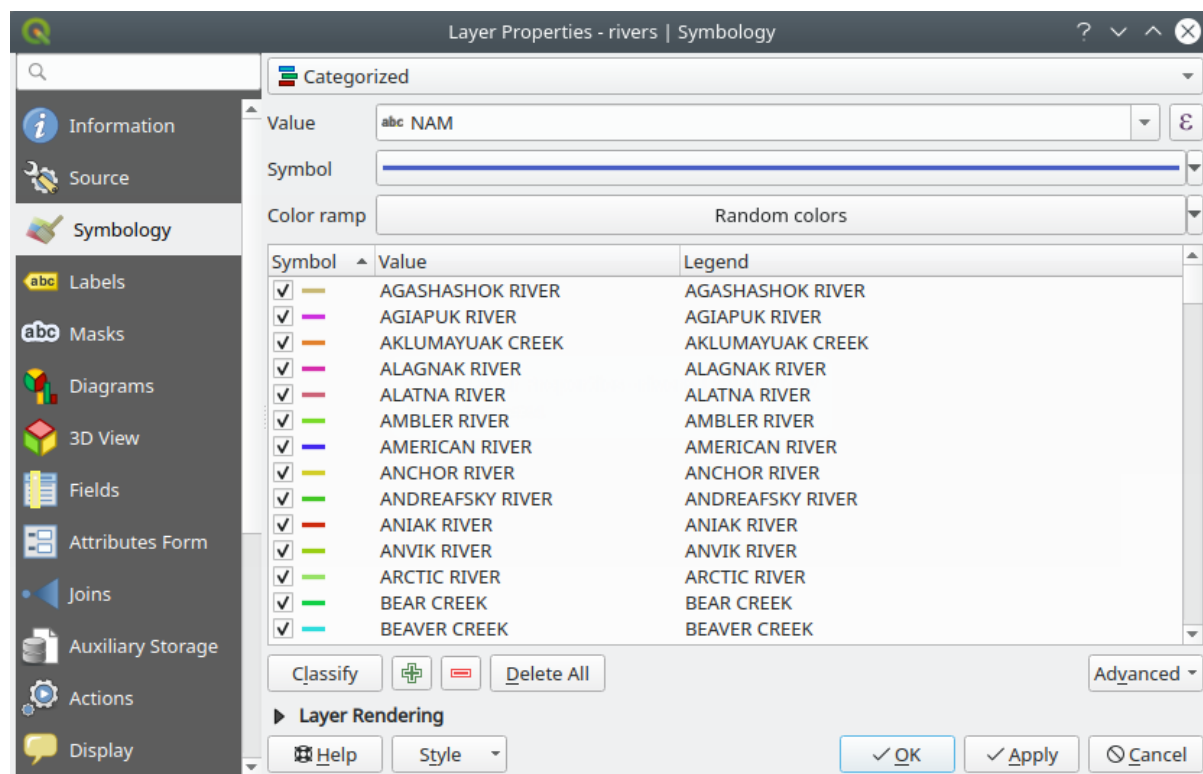 Layer Properties - rivers | Symbology
Categorized
Information
Source
Symbology
abc Labels
abc Masks
Diagrams
3D View
Fields
Attributes Form
Joins
Auxiliary Storage
Actions
Display
Value abc NAM ε
Symbol
Color ramp Random colors
Symbol Value Legend
AGASHASHOK RIVER AGASHASHOK RIVER
AGIAPUK RIVER AGIAPUK RIVER
AKLUMAYUAK CREEK AKLUMAYUAK CREEK
ALAGNAK RIVER ALAGNAK RIVER
ALATNA RIVER ALATNA RIVER
AMBLER RIVER AMBLER RIVER
AMERICAN RIVER AMERICAN RIVER
ANCHOR RIVER ANCHOR RIVER
ANDREAFSKY RIVER ANDREAFSKY RIVER
ANIAK RIVER ANIAK RIVER
ANVIK RIVER ANVIK RIVER
ARCTIC RIVER ARCTIC RIVER
BEAR CREEK BEAR CREEK
BEAVER CREEK BEAVER CREEK
Classify Delete All Advanced
Layer Rendering
Help Style OK Apply Cancel